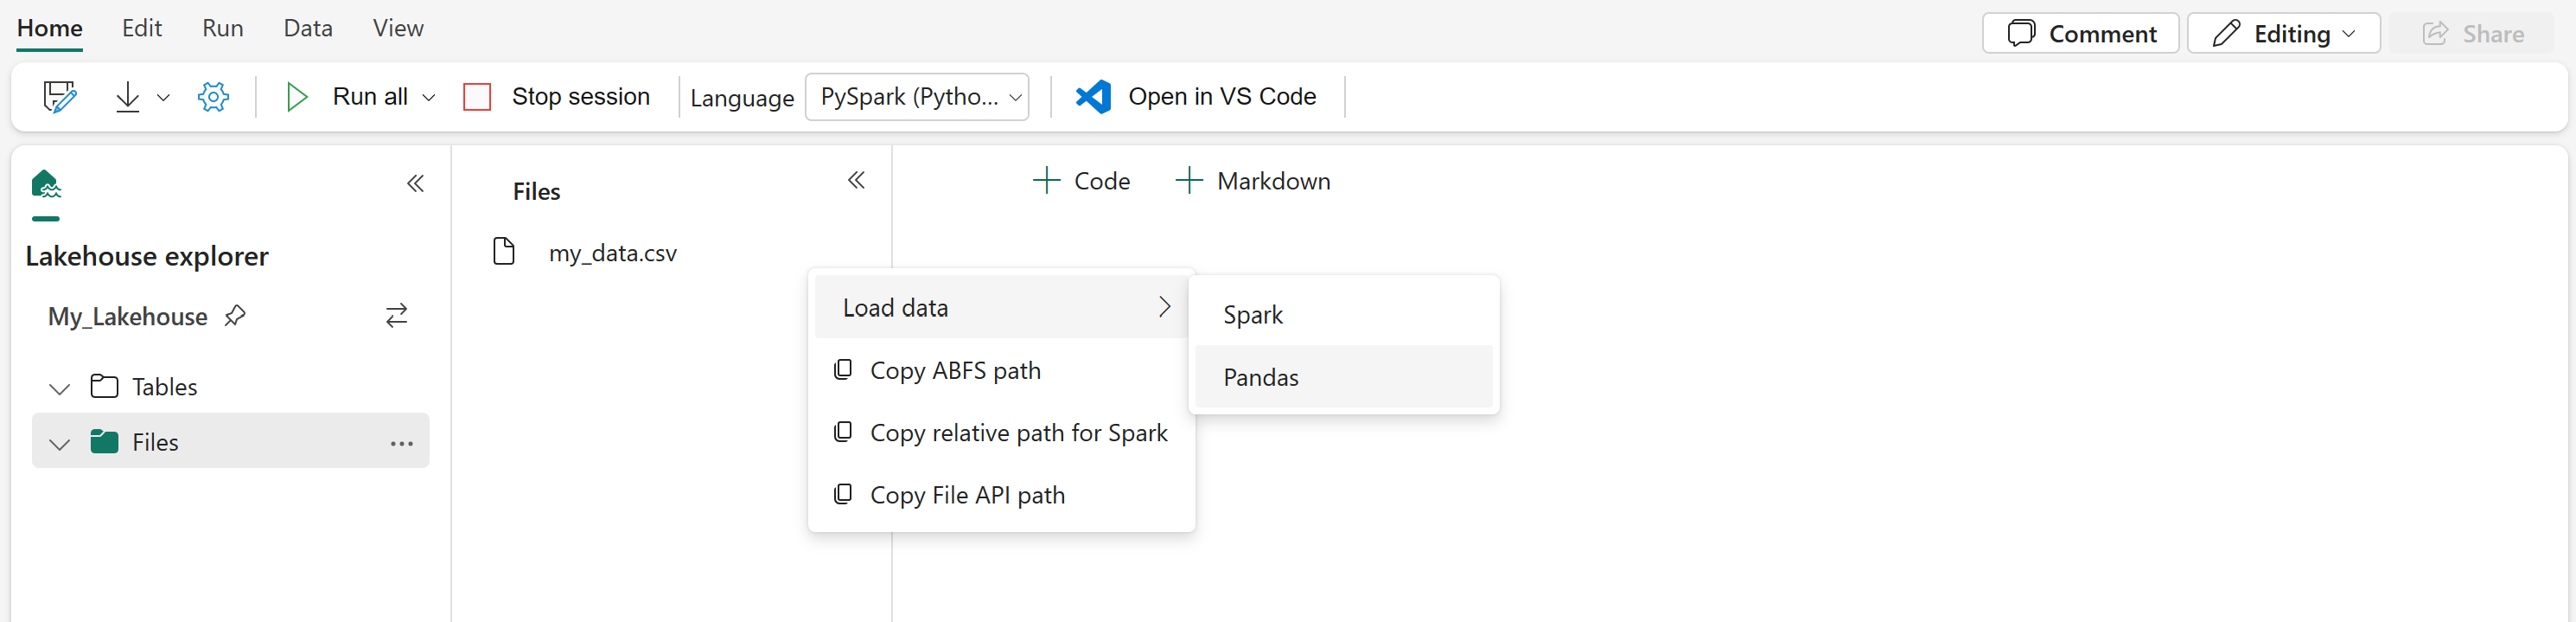 Home Edit Run Data View
Comment Editing Share
Run all Stop session Language PySpark (Pytho... Open in VS Code
Lakehouse explorer
My_Lakehouse
Tables
Files
Files
my_data.csv
Code Markdown
Load data
Copy ABFS path
Copy relative path for Spark
Copy File API path
Spark
Pandas